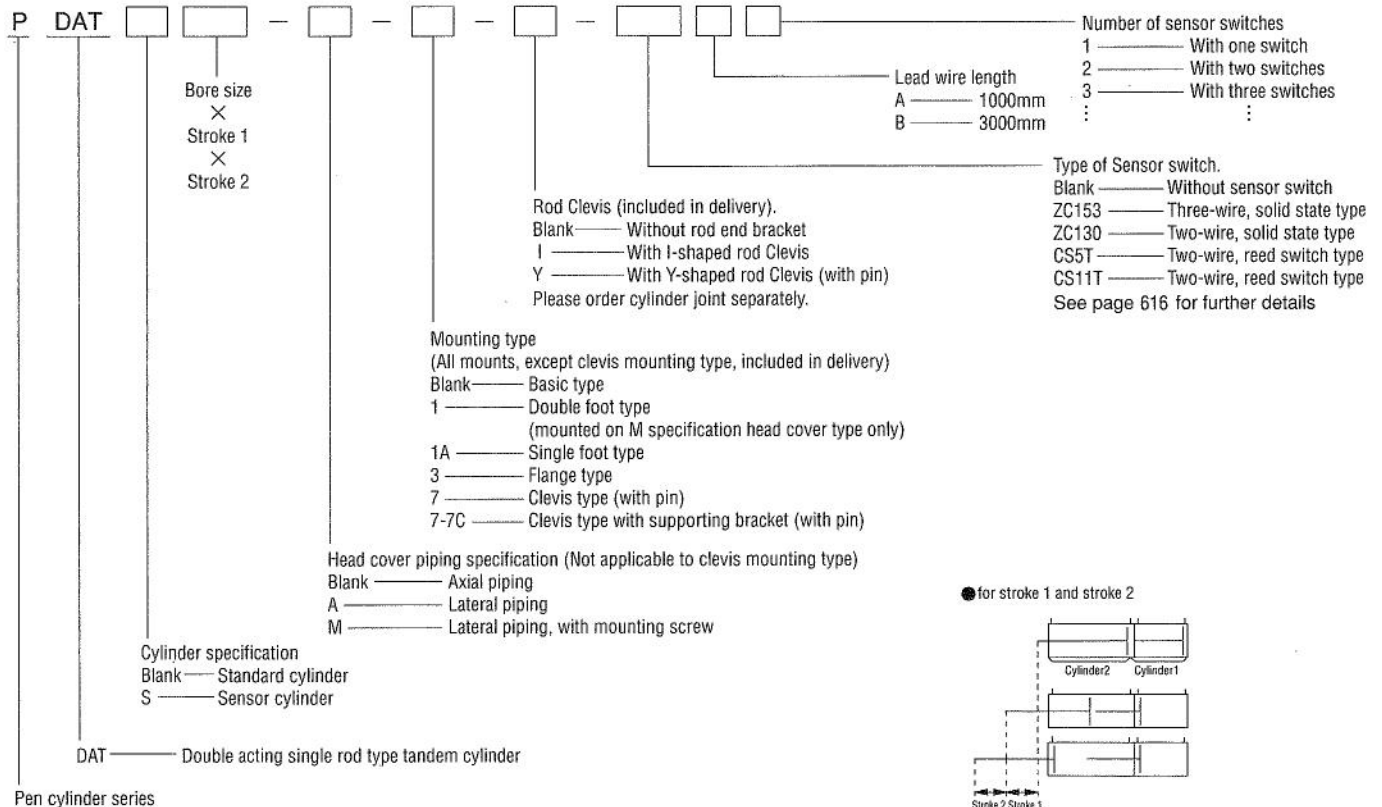 P DAT - - - -
Number of sensor switches
1 With one switch
2 With two switches
3 With three switches
⋮ ⋮
Lead wire length
A 1000mm
B 3000mm
Bore size
×
Stroke 1
×
Stroke 2
Type of Sensor switch.
Blank Without sensor switch
ZC153 Three-wire, solid state type
ZC130 Two-wire, solid state type
CS5T Two-wire, reed switch type
CS11T Two-wire, reed switch type
See page 616 for further details
Rod Clevis (included in delivery).
Blank Without rod end bracket
I With I-shaped rod Clevis
Y With Y-shaped rod Clevis (with pin)
Please order cylinder joint separately.
Mounting type
(All mounts, except clevis mounting type, included in delivery)
Blank Basic type
1 Double foot type
(mounted on M specification head cover type only)
1A Single foot type
3 Flange type
7 Clevis type (with pin)
7-7C Clevis type with supporting bracket (with pin)
Head cover piping specification (Not applicable to clevis mounting type)
Blank Axial piping
A Lateral piping
M Lateral piping, with mounting screw
●for stroke 1 and stroke 2
Cylinder2 Cylinder1
Stroke 2 Stroke 1
Cylinder specification
Blank Standard cylinder
S Sensor cylinder
DAT Double acting single rod type tandem cylinder
Pen cylinder series